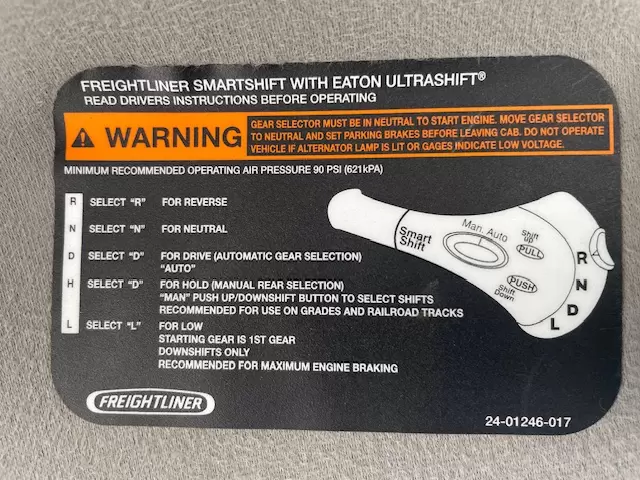 FREIGHTLINER SMARTSHIFT WITH EATON ULTRASHIFT®
READ DRIVERS INSTRUCTIONS BEFORE OPERATING
WARNING
GEAR SELECTOR MUST BE IN NEUTRAL TO START ENGINE. MOVE GEAR SELECTOR
TO NEUTRAL AND SET PARKING BRAKES BEFORE LEAVING CAB. DO NOT OPERATE
VEHICLE IF ALTERNATOR LAMP IS LIT OR GAGES INDICATE LOW VOLTAGE.
MINIMUM RECOMMENDED OPERATING AIR PRESSURE 90 PSI (621kPA)
R SELECT "R" FOR REVERSE
N SELECT "N" FOR NEUTRAL
D SELECT "D" FOR DRIVE (AUTOMATIC GEAR SELECTION)
"AUTO"
H SELECT "D" FOR HOLD (MANUAL REAR SELECTION)
"MAN" PUSH UP/DOWNSHIFT BUTTON TO SELECT SHIFTS
RECOMMENDED FOR USE ON GRADES AND RAILROAD TRACKS
L SELECT "L" FOR LOW
STARTING GEAR IS 1ST GEAR
DOWNSHIFTS ONLY
RECOMMENDED FOR MAXIMUM ENGINE BRAKING
Smart
Shift
Man. Auto
Shift
up
PULL
PUSH
Shift
Down
R
N
D
L
FREIGHTLINER
24-01246-017